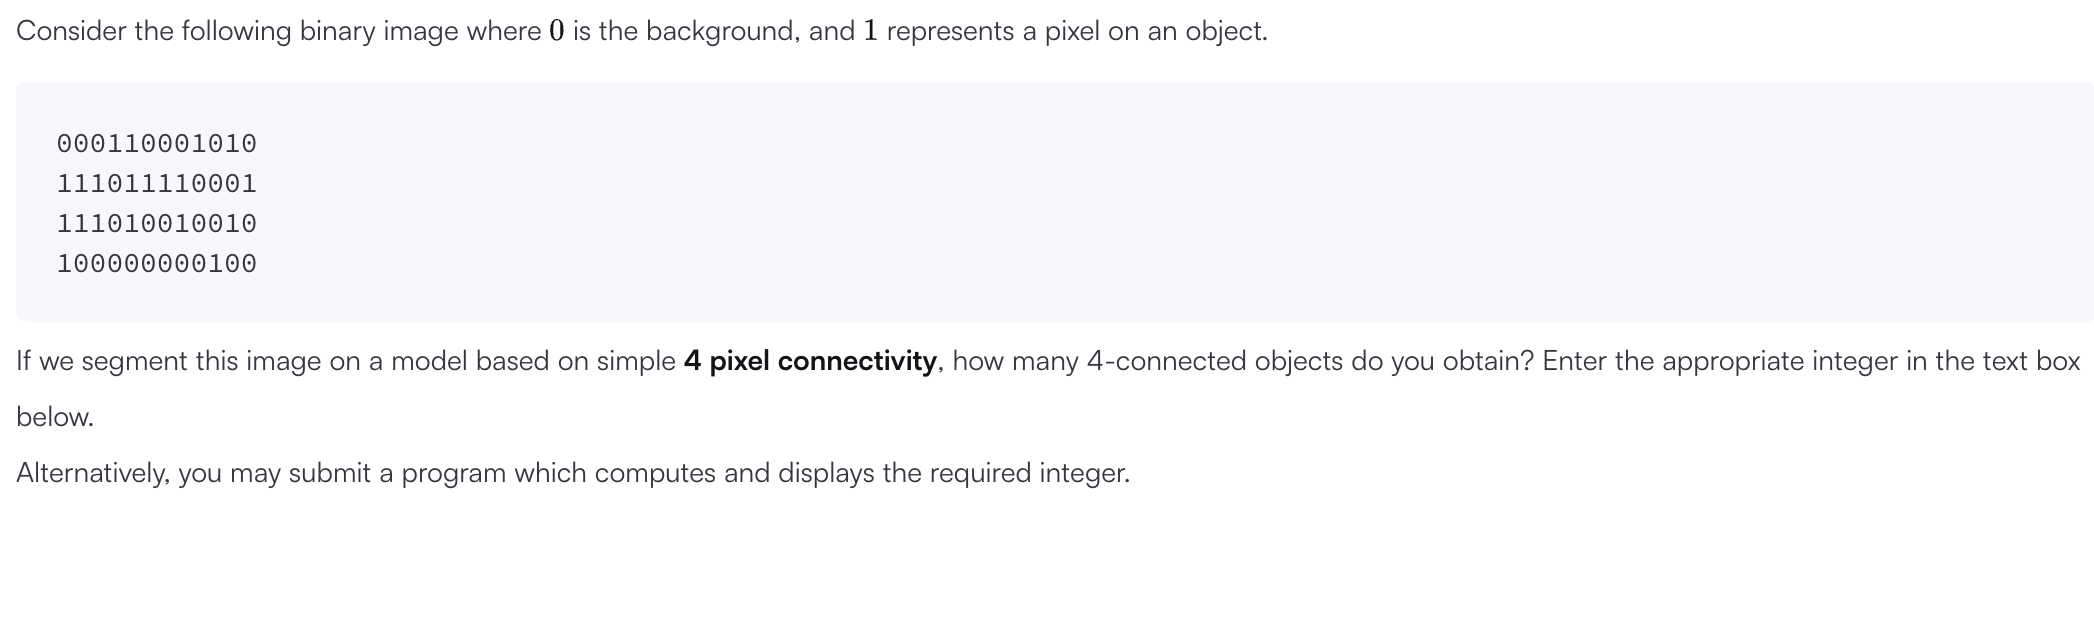 Consider the following binary image where 0 is the background, and 1 represents a pixel on an object.
000110001010
111011110001
111010010010
100000000100
If we segment this image on a model based on simple 4 pixel connectivity, how many 4-connected objects do you obtain? Enter the appropriate integer in the text box
below.
Alternatively, you may submit a program which computes and displays the required integer.